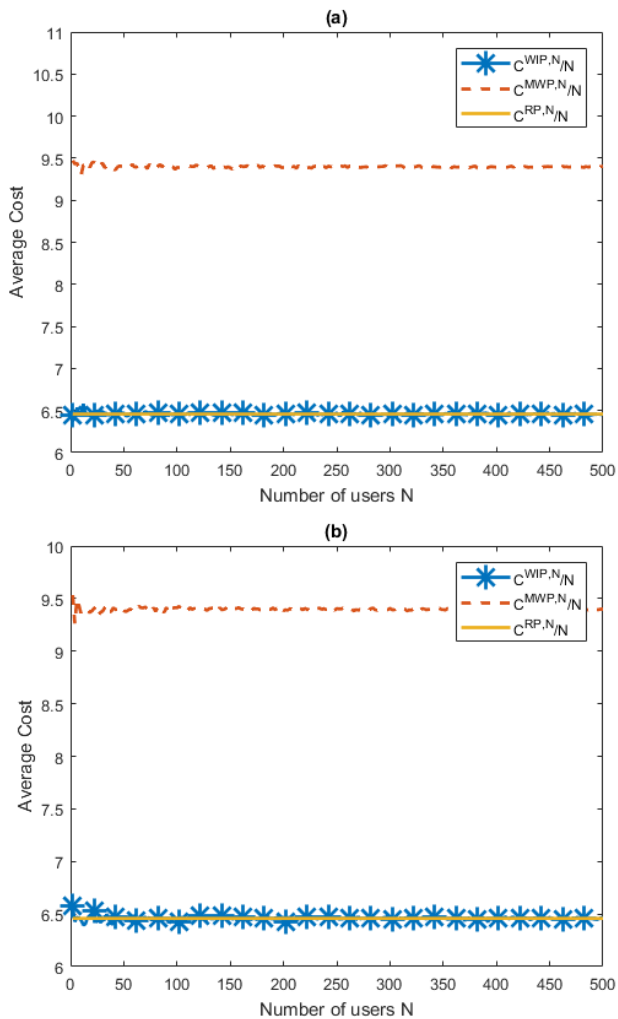 (a)
11
10.5
10
9.5
9
8.5
8
7.5
7
6.5
6
Average Cost
C^WIP,N/N
C^MWP,N/N
C^RP,N/N
0 50 100 150 200 250 300 350 400 450 500
Number of users N
(b)
10
9.5
9
8.5
8
7.5
7
6.5
6
Average Cost
C^WIP,N/N
C^MWP,N/N
C^RP,N/N
0 50 100 150 200 250 300 350 400 450 500
Number of users N